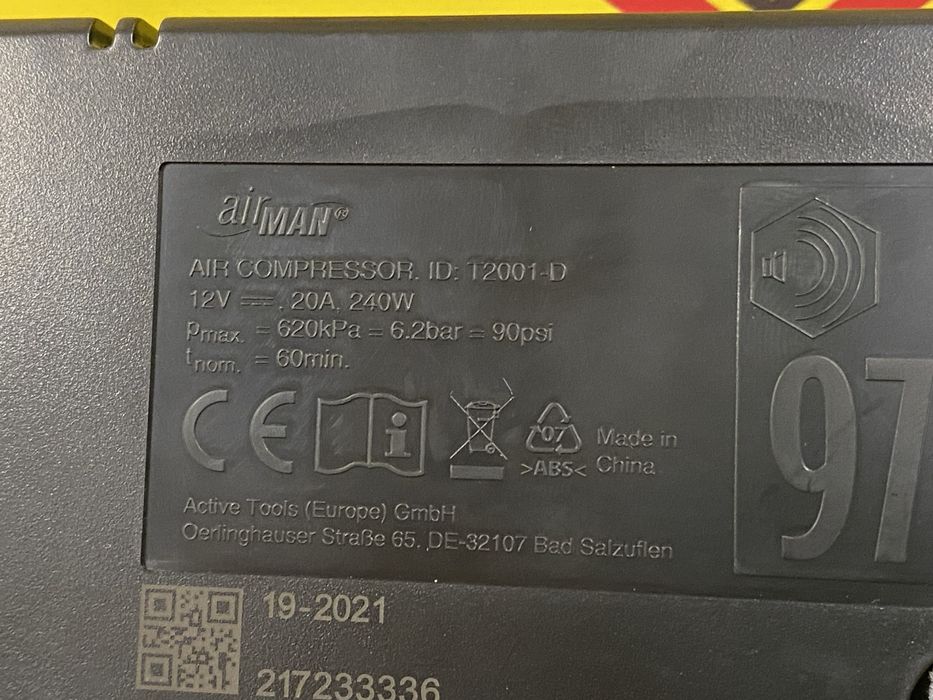 airMAN®
AIR COMPRESSOR. ID: T2001-D
12V ⎓, 20A, 240W
pmax. = 620kPa = 6.2bar = 90psi
tnom. = 60min.
CE
07
>ABS<
Made in
China
97
Active Tools (Europe) GmbH
Oerlinghauser Straße 65, DE-32107 Bad Salzuflen
19-2021
217233336